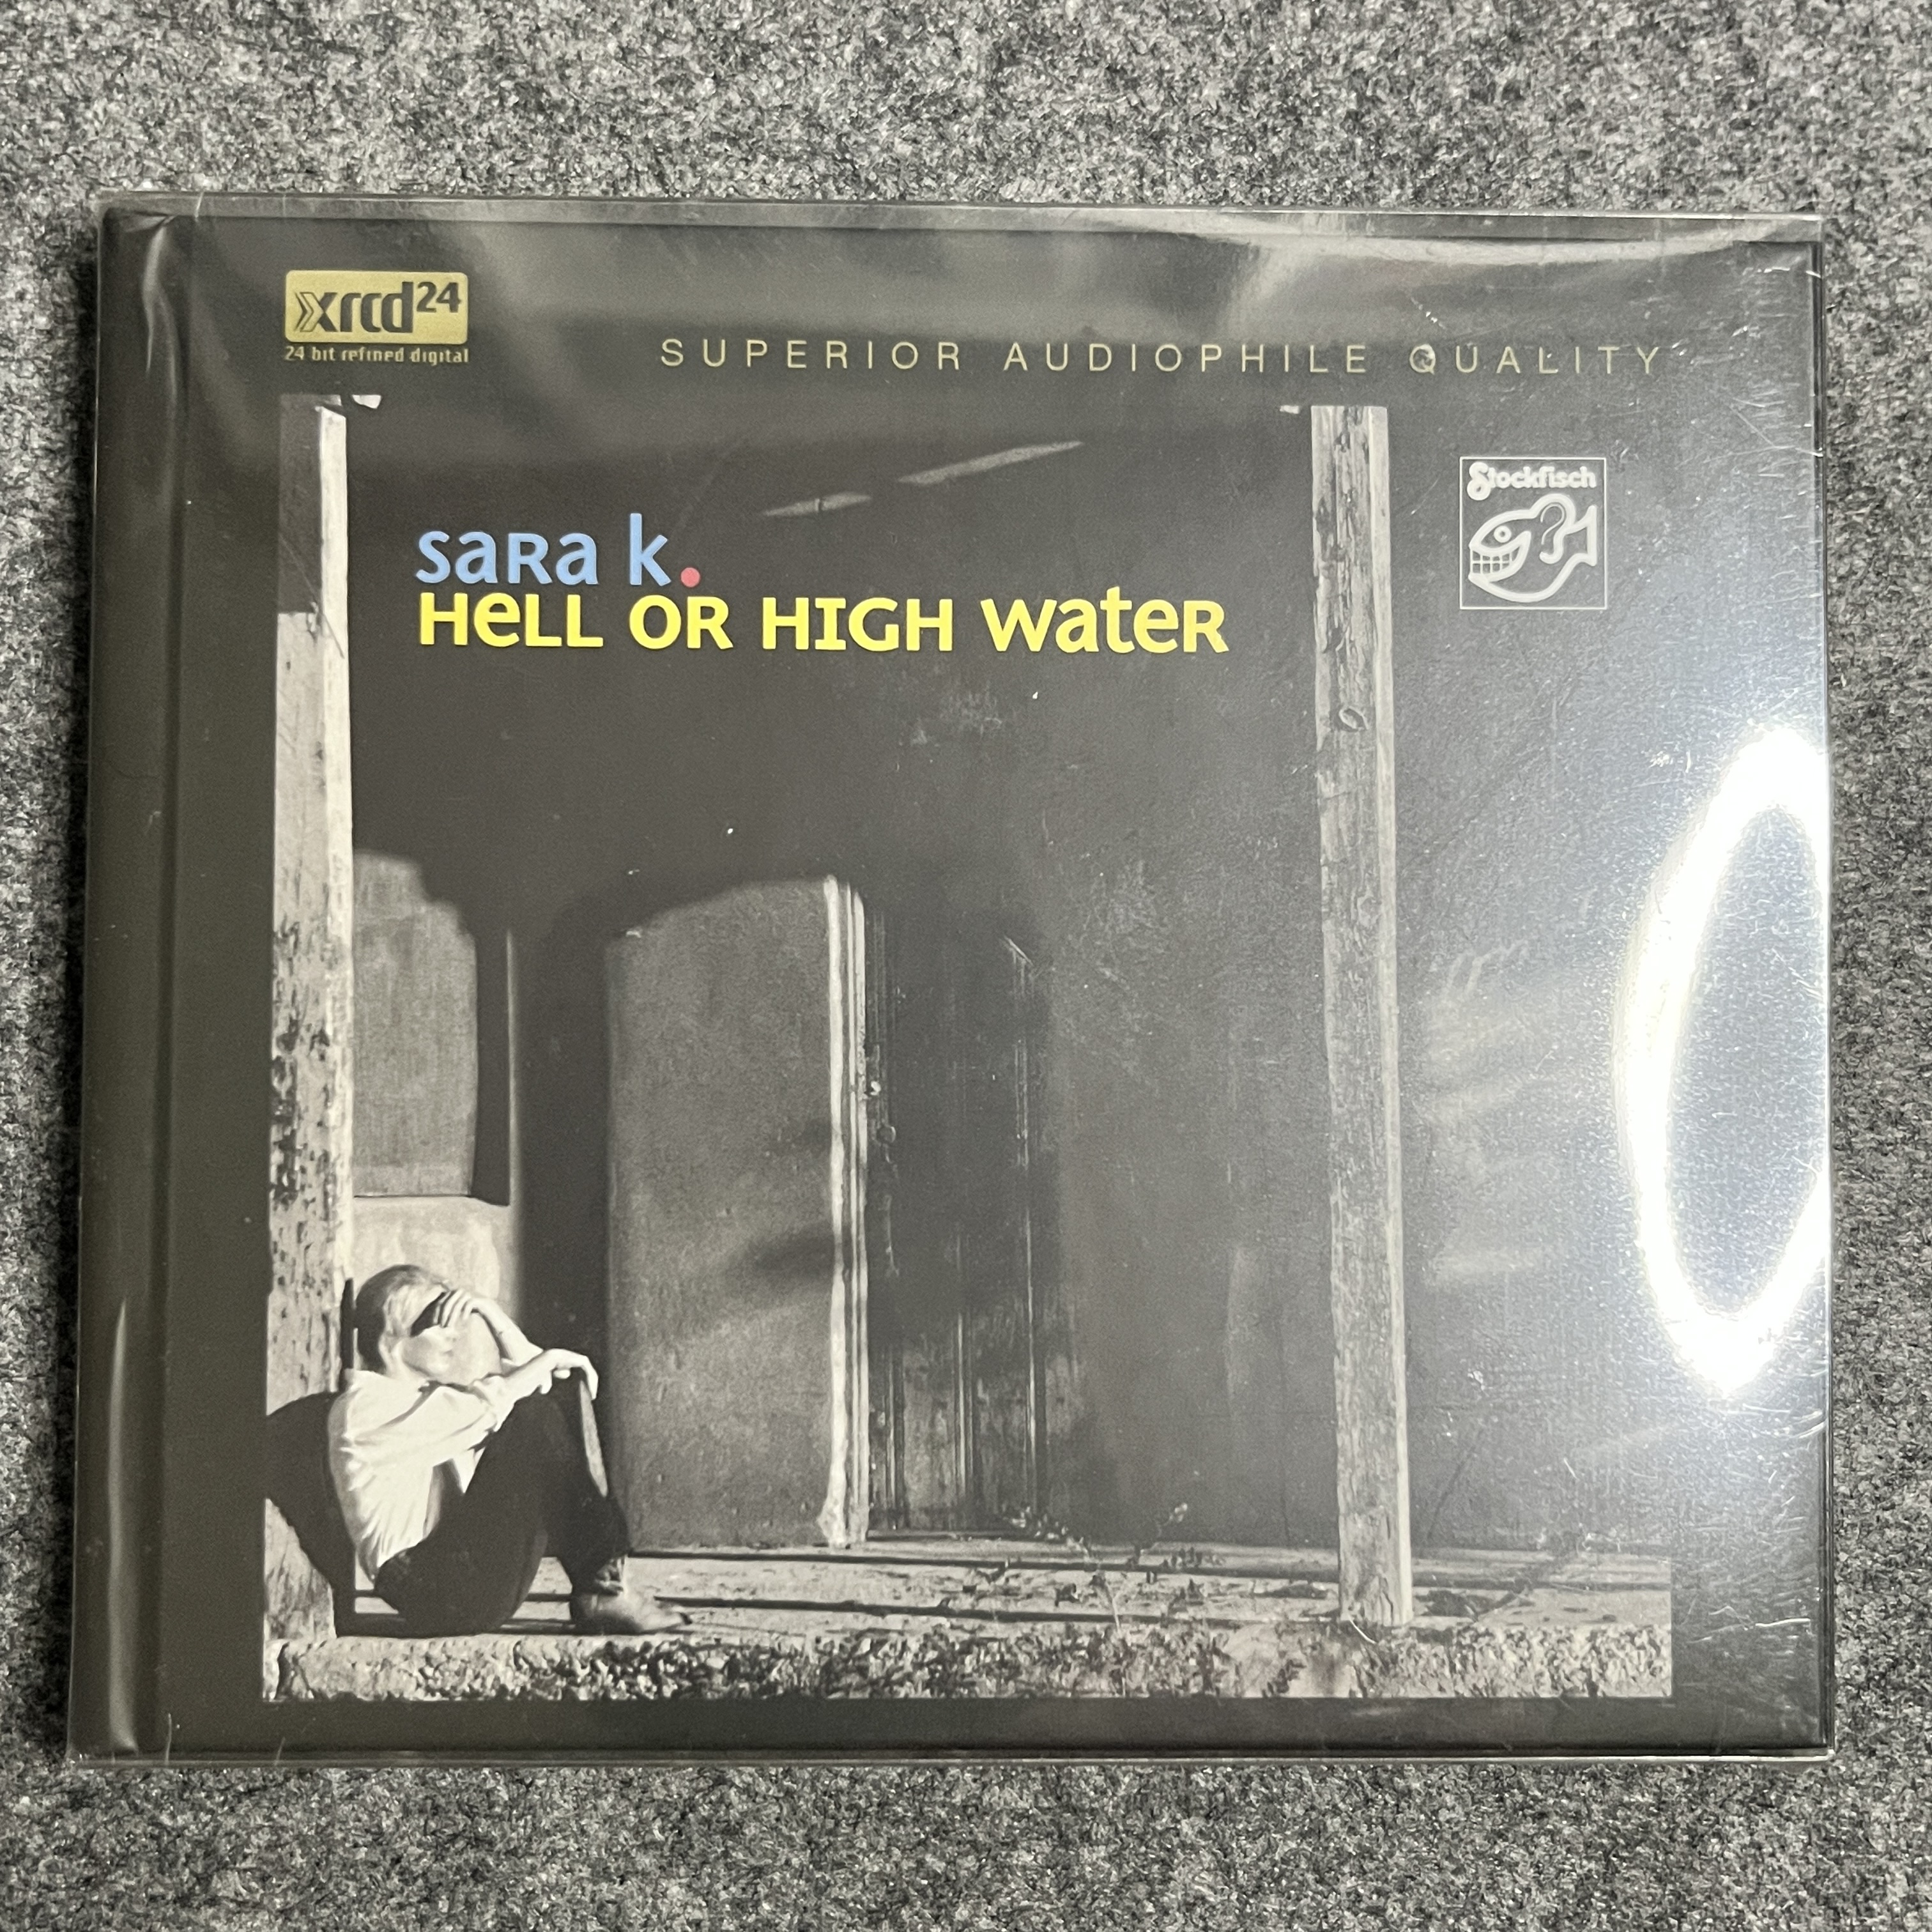 xrcd24
24 bit refined digital
SUPERIOR AUDIOPHILE QUALITY
Stockfisch
sara k.
HeLL OR HIGH water